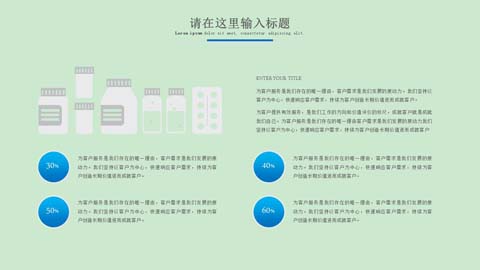 请在这里输入标题
Lorem ipsum dolor sit amet, consectetur adipisicing elit.
ENTER YOUR TITLE
为客户服务是我们存在的唯一理由，客户需求是我们发展的原动力。我们坚持以
客户为中心，快速响应客户需求，持续为客户创造长期价值进而成就客户。
为客户提供有效服务，是我们工作的方向和价值评价的标尺，成就客户就是成就
我们自己。为客户服务是我们存在的唯一理由客户需求是我们发展的原动力我们
坚持以客户为中心，快速响应客户需求，持续为客户创造长期价值进而成就客户
30%
为客户服务是我们存在的唯一理由，客户需求是我们发展的原
动力。我们坚持以客户为中心，快速响应客户需求，持续为客
户创造长期价值进而成就客户。
40%
为客户服务是我们存在的唯一理由，客户需求是我们发展的原
动力。我们坚持以客户为中心，快速响应客户需求，持续为客
户创造长期价值进而成就客户。
50%
为客户服务是我们存在的唯一理由，客户需求是我们发展的原
动力。我们坚持以客户为中心，快速响应客户需求，持续为客
户创造长期价值进而成就客户。
60%
为客户服务是我们存在的唯一理由，客户需求是我们发展的原
动力。我们坚持以客户为中心，快速响应客户需求，持续为客
户创造长期价值进而成就客户。